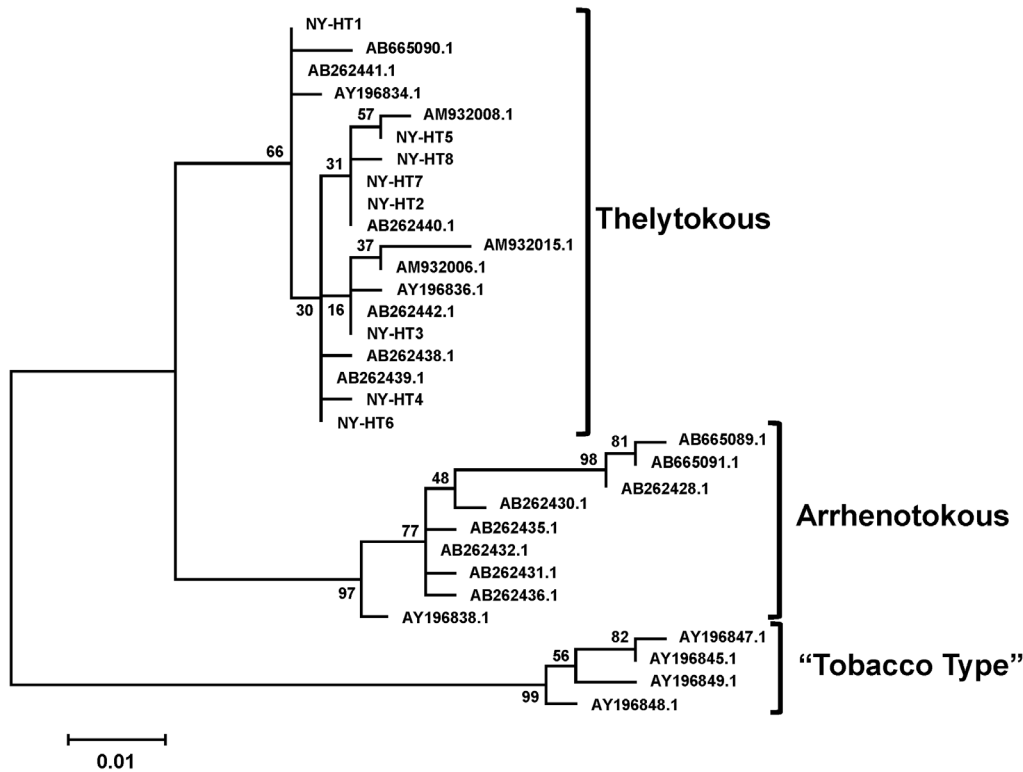 NY-HT1
AB665090.1
AB262441.1
AY196834.1
66
57
AM932008.1
NY-HT5
NY-HT8
31
NY-HT7
NY-HT2
AB262440.1
Thelytokous
37
AM932015.1
AM932006.1
AY196836.1
30
16
AB262442.1
NY-HT3
AB262438.1
AB262439.1
NY-HT4
NY-HT6
81
AB665089.1
98
AB665091.1
AB262428.1
48
AB262430.1
Arrhenotokous
77
AB262435.1
AB262432.1
AB262431.1
AB262436.1
97
AY196838.1
82
AY196847.1
56
AY196845.1
“Tobacco Type”
AY196849.1
99
AY196848.1
0.01